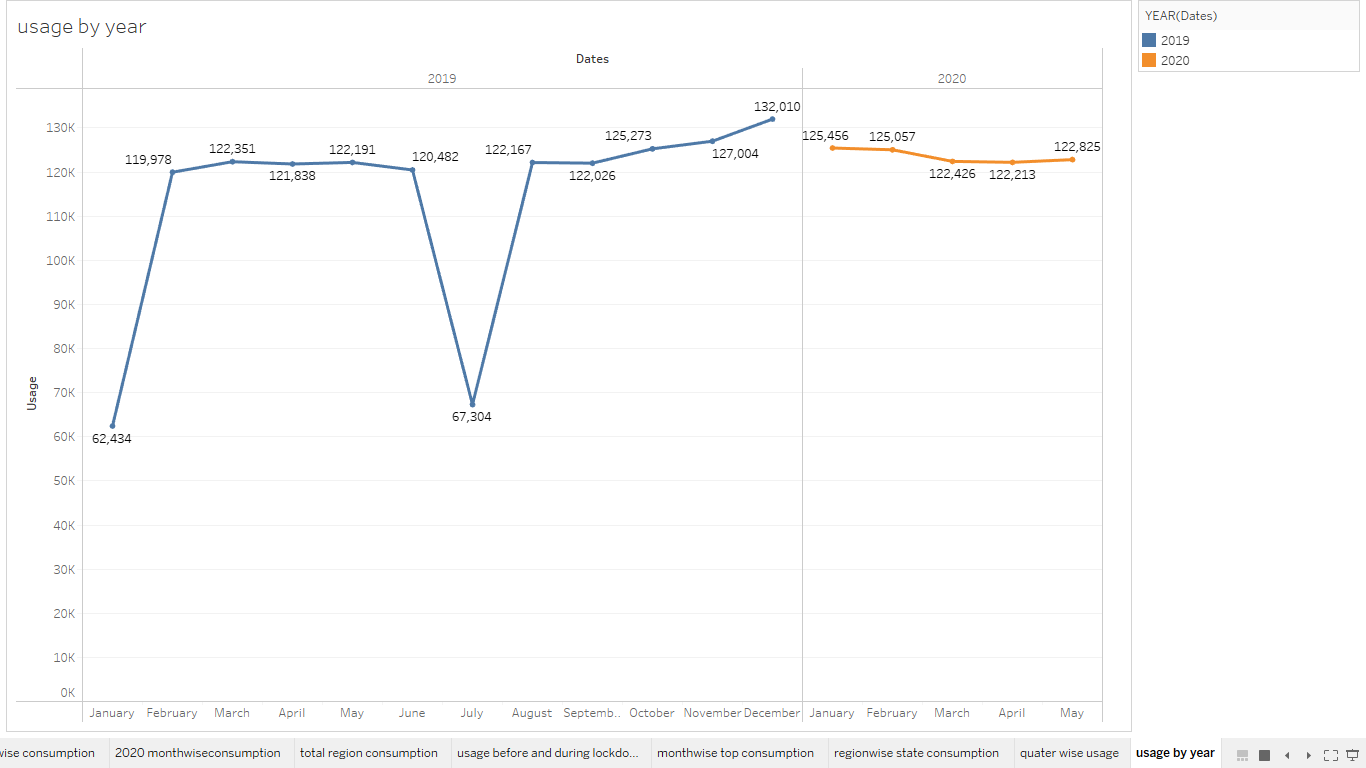 usage by year
YEAR(Dates)
2019
2020
Dates
2019
2020
132,010
125,456
125,057
125,273
122,351
122,191
122,167
127,004
122,825
119,978
120,482
121,838
122,026
122,426
122,213
67,304
62,434
130K
120K
110K
100K
90K
80K
70K
60K
50K
40K
30K
20K
10K
0K
Usage
January February March April May June July August Septemb.. October November December January February March April May
wise consumption 2020 monthwiseconsumption total region consumption usage before and during lockdo... monthwise top consumption regionwise state consumption quater wise usage usage by year